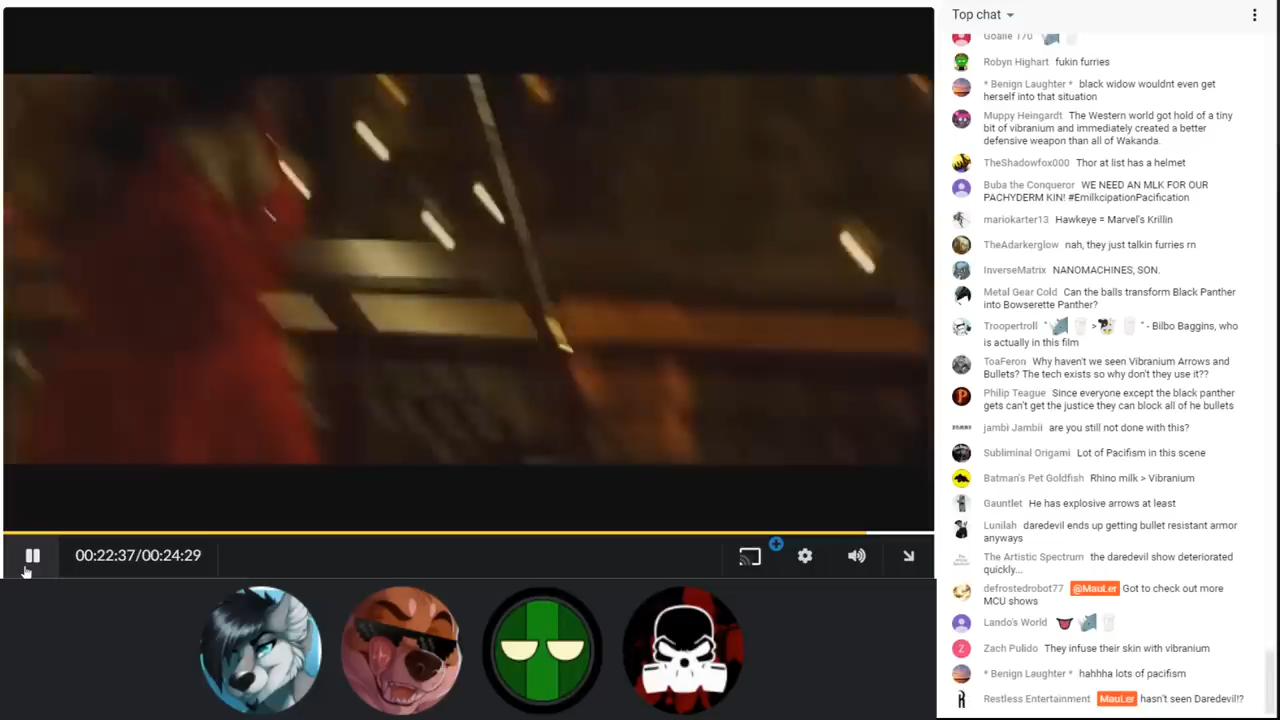 Top chat
Goalie 170
Robyn Highart fukin furries
* Benign Laughter * black widow wouldnt even get
herself into that situation
Muppy Heingardt The Western world got hold of a tiny
bit of vibranium and immediately created a better
defensive weapon than all of Wakanda.
TheShadowfox000 Thor at list has a helmet
Buba the Conqueror WE NEED AN MLK FOR OUR
PACHYDERM KIN! #EmilkcipationPacification
mariokarter13 Hawkeye = Marvel's Krillin
TheAdarkerglow nah, they just talkin furries rn
InverseMatrix NANOMACHINES, SON.
Metal Gear Cold Can the balls transform Black Panther
into Bowserette Panther?
Troopertroll " > " - Bilbo Baggins, who
is actually in this film
ToaFeron Why haven't we seen Vibranium Arrows and
Bullets? The tech exists so why don't they use it??
Philip Teague Since everyone except the black panther
gets can't get the justice they can block all of he bullets
jambi Jambii are you still not done with this?
Subliminal Origami Lot of Pacifism in this scene
Batman's Pet Goldfish Rhino milk > Vibranium
Gauntlet He has explosive arrows at least
Lunilah daredevil ends up getting bullet resistant armor
anyways
The Artistic Spectrum the daredevil show deteriorated
quickly...
defrostedrobot77 @MauLer Got to check out more
MCU shows
Lando's World
Z
Zach Pulido They infuse their skin with vibranium
* Benign Laughter * hahhha lots of pacifism
Restless Entertainment MauLer hasn't seen Daredevil!?
00:22:37/00:24:29